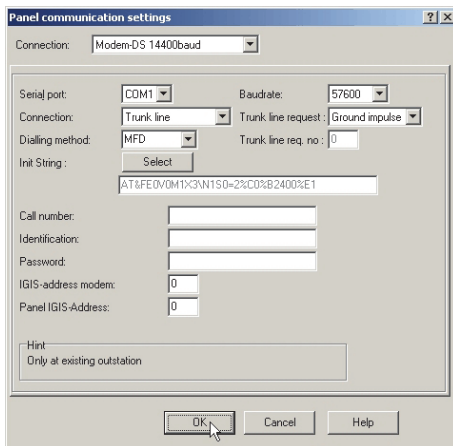 Panel communication settings
Connection: Modem-DS 14400baud
Serial port: COM1 Baudrate: 57600
Connection: Trunk line Trunk line request : Ground impulse
Dialling method: MFD Trunk line req. no : 0
Init String : Select
AT&FE0V0M1X3\N1S0=2%C0%B2400%E1
Call number:
Identification:
Password:
IGIS-address modem: 0
Panel IGIS-Address: 0
Hint
Only at existing outstation
OK Cancel Help